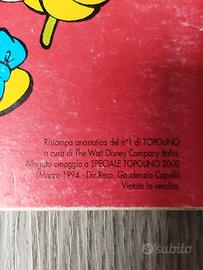 Ristampa anastatica del n°1 di TOPOLINO
a cura di The Walt Disney Company Italia.
Allegato omaggio a SPECIALE TOPOLINO 2000
(Marzo 1994 - Dir.Resp. Gaudenzio Capelli)
Vietata la vendita.
subito